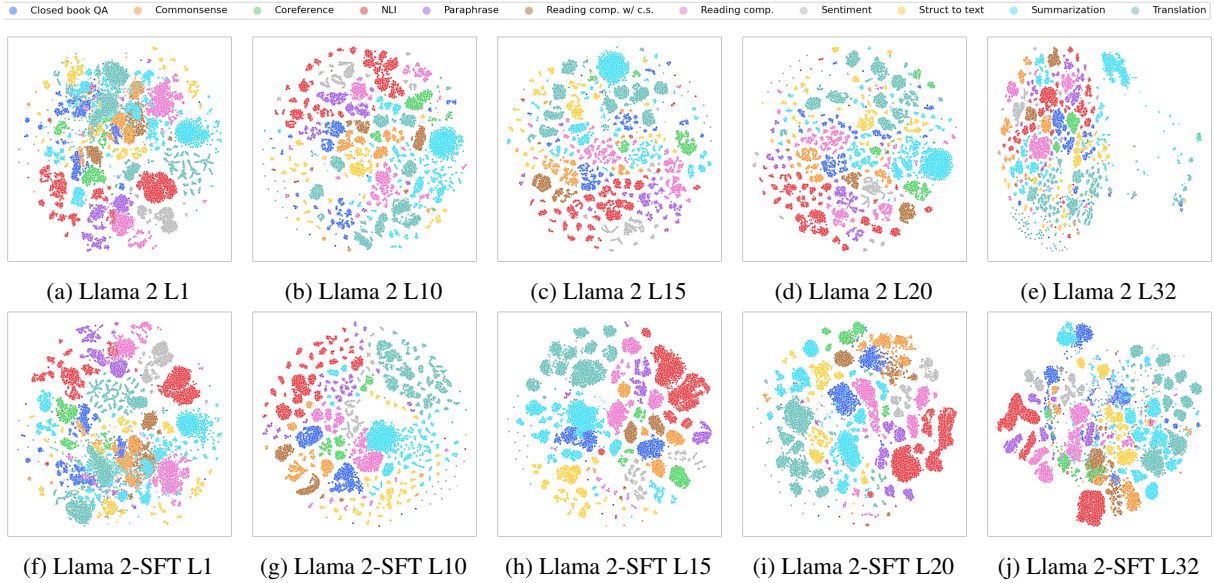 Closed book QA Commonsense Coreference NLI Paraphrase Reading comp. w/ c.s. Reading comp. Sentiment Struct to text Summarization Translation
(a) Llama 2 L1 (b) Llama 2 L10 (c) Llama 2 L15 (d) Llama 2 L20 (e) Llama 2 L32
(f) Llama 2-SFT L1 (g) Llama 2-SFT L10 (h) Llama 2-SFT L15 (i) Llama 2-SFT L20 (j) Llama 2-SFT L32